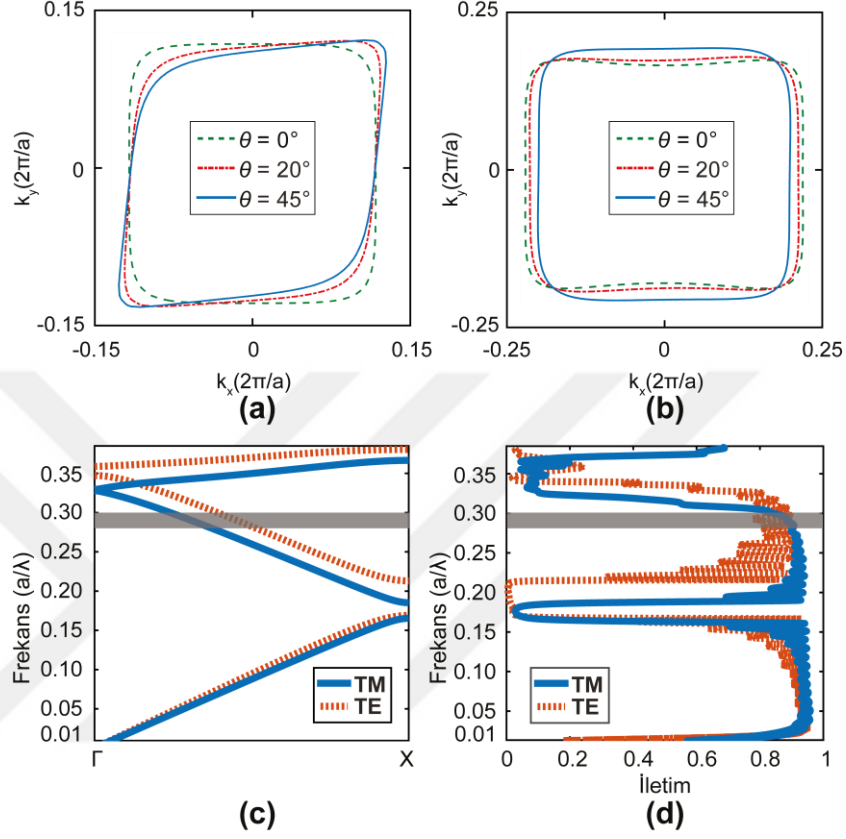 0.15
k_y(2π/a)
0
-0.15
θ = 0°
θ = 20°
θ = 45°
-0.15
0
0.15
k_x(2π/a)
(a)
0.25
k_y(2π/a)
0
-0.25
θ = 0°
θ = 20°
θ = 45°
-0.25
0
0.25
k_x(2π/a)
(b)
Frekans (a/λ)
0.35
0.30
0.25
0.20
0.15
0.10
0.05
0.01
TM
TE
Γ
X
(c)
Frekans (a/λ)
0.35
0.30
0.25
0.20
0.15
0.10
0.05
0.01
TM
TE
0
0.2
0.4
0.6
0.8
1
İletim
(d)